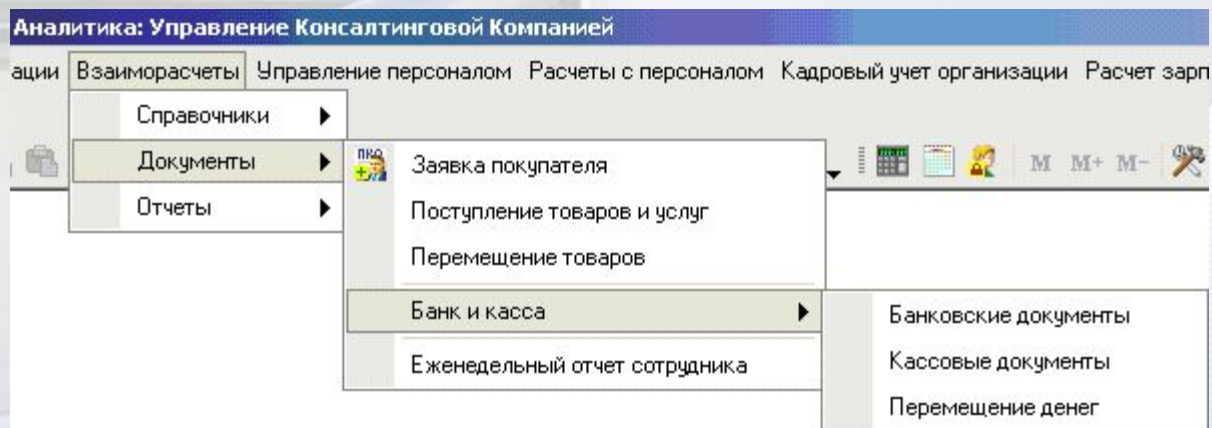 Аналитика: Управление Консалтинговой Компанией
ации Взаиморасчеты Управление персоналом Расчеты с персоналом Кадровый учет организации Расчет зарп
Справочники
Документы
Отчеты
ПКО
Заявка покупателя
Поступление товаров и услуг
Перемещение товаров
Банк и касса
Еженедельный отчет сотрудника
M M+ M-
Банковские документы
Кассовые документы
Перемещение денег